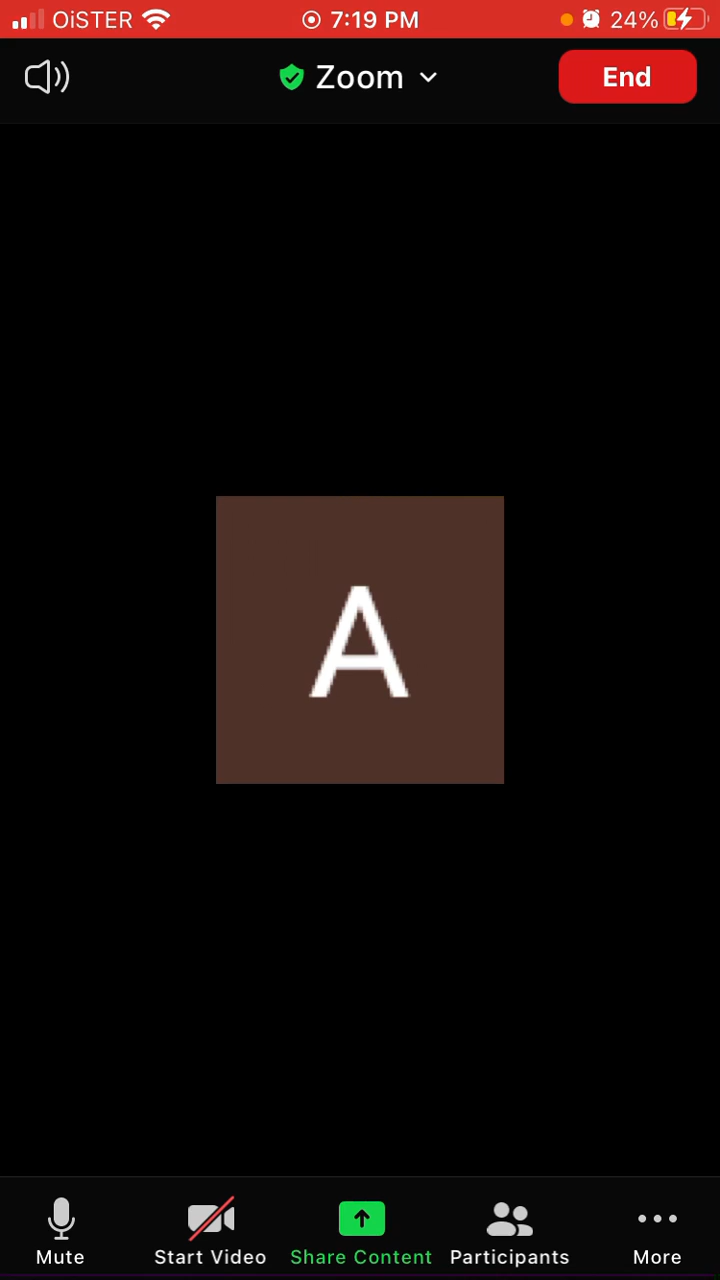 OiSTER 7:19 PM 24%
Zoom End
A
Mute Start Video Share Content Participants More